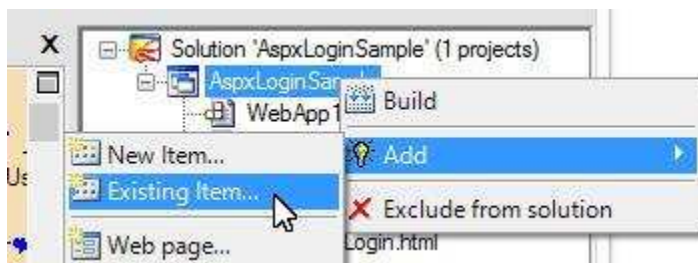 X
Solution 'AspxLoginSample' (1 projects)
AspxLoginSam
WebApp1
Build
Add
Exclude from solution
New Item...
Existing Item...
Web page...
Login.html
Us